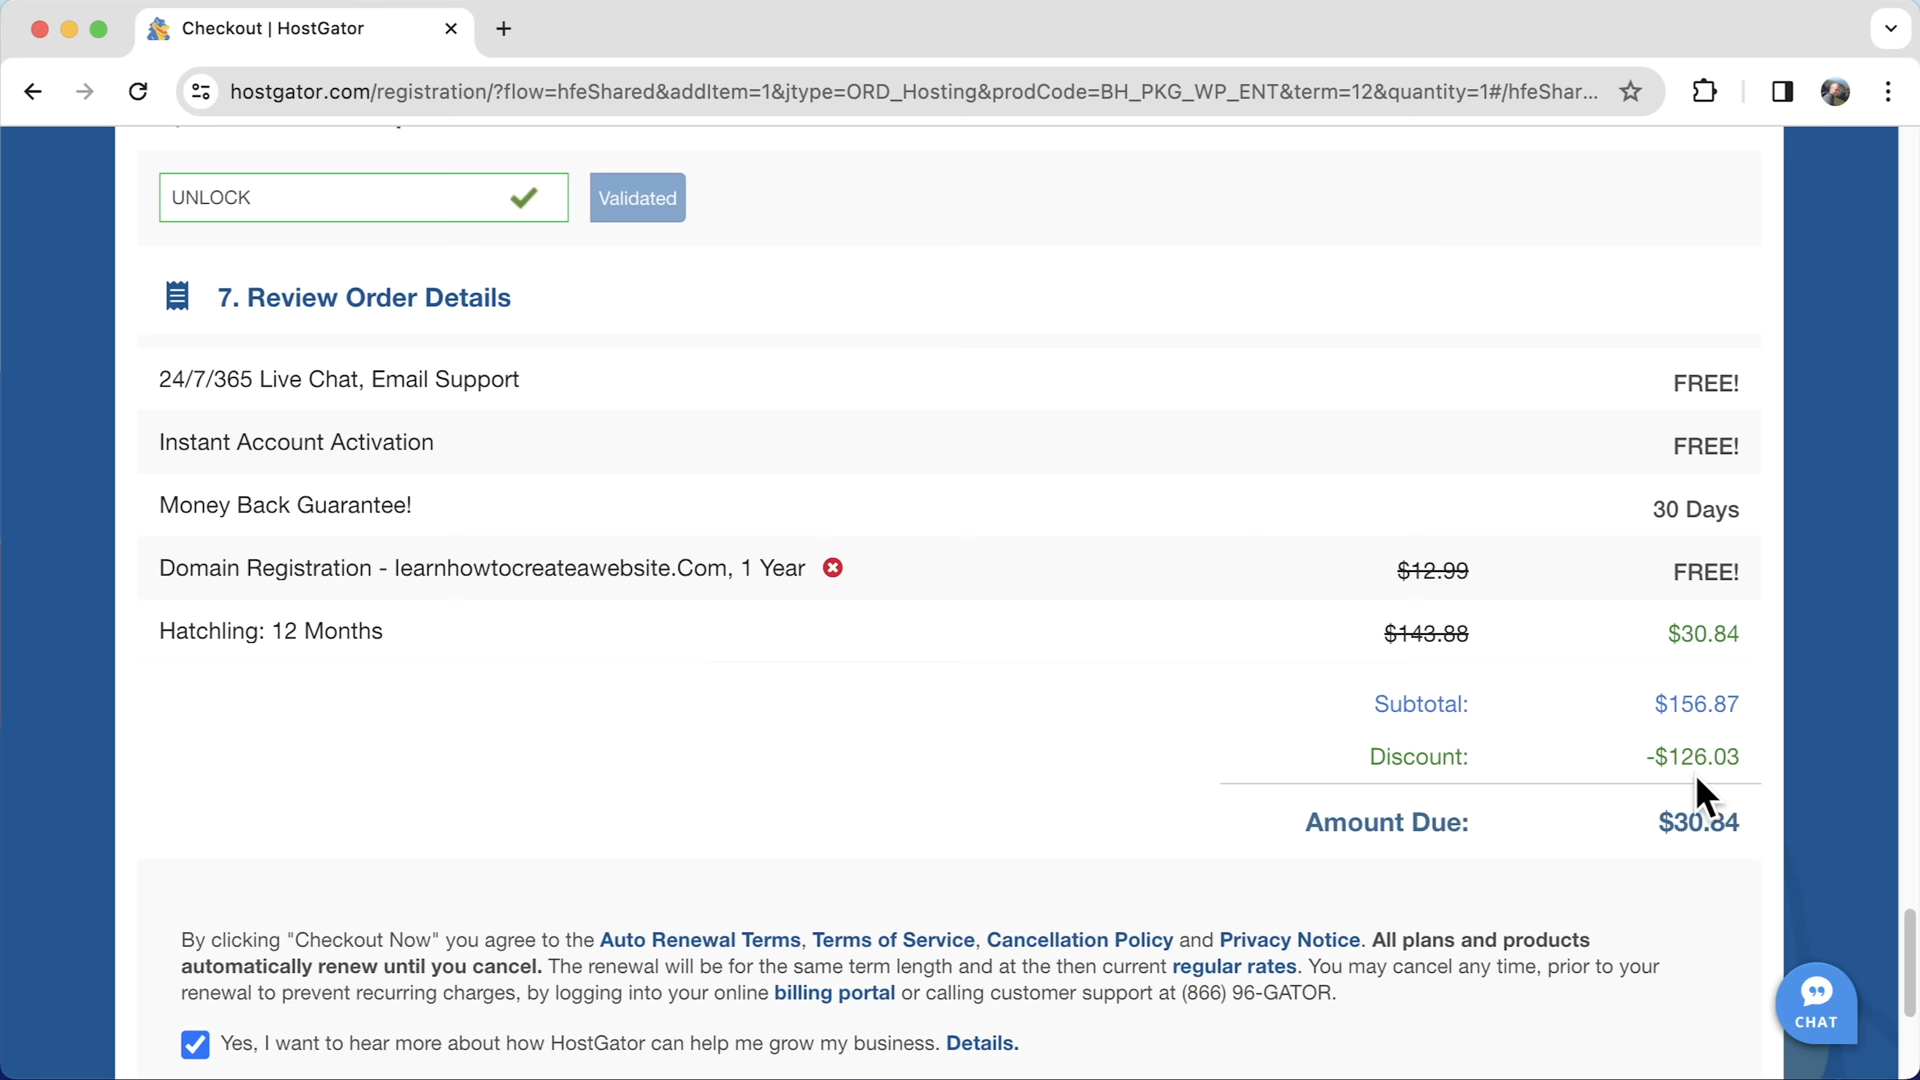 Checkout | HostGator
hostgator.com/registration/?flow=hfeShared&addItem=1&jtype=ORD_Hosting&prodCode=BH_PKG_WP_ENT&term=12&quantity=1#/hfeShar...
UNLOCK
Validated
7. Review Order Details
24/7/365 Live Chat, Email Support FREE!
Instant Account Activation FREE!
Money Back Guarantee! 30 Days
Domain Registration - learnhowtocreateawebsite.Com, 1 Year $12.99 FREE!
Hatchling: 12 Months $143.88 $30.84
Subtotal: $156.87
Discount: -$126.03
Amount Due: $30.84
By clicking "Checkout Now" you agree to the Auto Renewal Terms, Terms of Service, Cancellation Policy and Privacy Notice. All plans and products
automatically renew until you cancel. The renewal will be for the same term length and at the then current regular rates. You may cancel any time, prior to your
renewal to prevent recurring charges, by logging into your online billing portal or calling customer support at (866) 96-GATOR.
Yes, I want to hear more about how HostGator can help me grow my business. Details.
CHAT